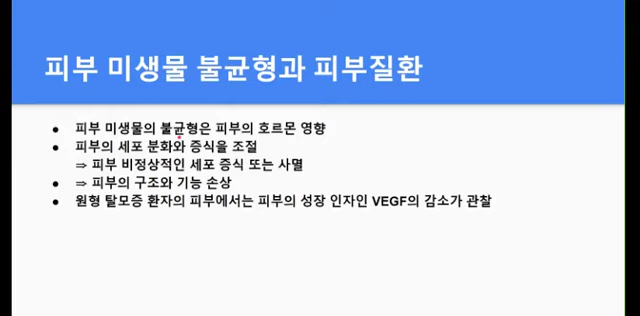 피부 미생물 불균형과 피부질환
● 피부 미생물의 불균형은 피부의 호르몬 영향
● 피부의 세포 분화와 증식을 조절
⇒ 피부 비정상적인 세포 증식 또는 사멸
● ⇒ 피부의 구조와 기능 손상
● 원형 탈모증 환자의 피부에서는 피부의 성장 인자인 VEGF의 감소가 관찰